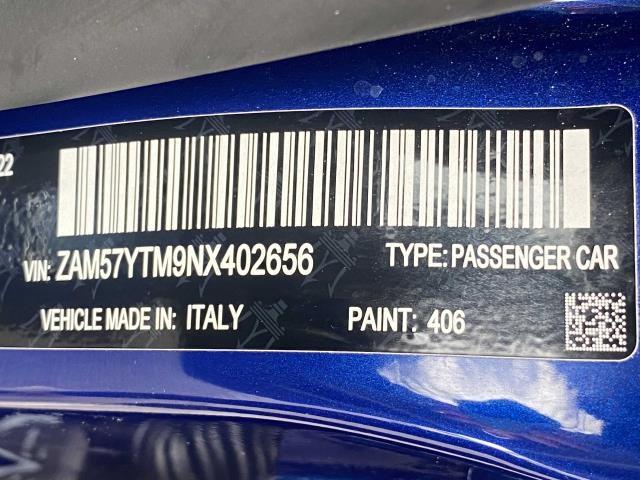 22
VIN: ZAM57YTM9NX402656 TYPE: PASSENGER CAR
VEHICLE MADE IN: ITALY PAINT: 406